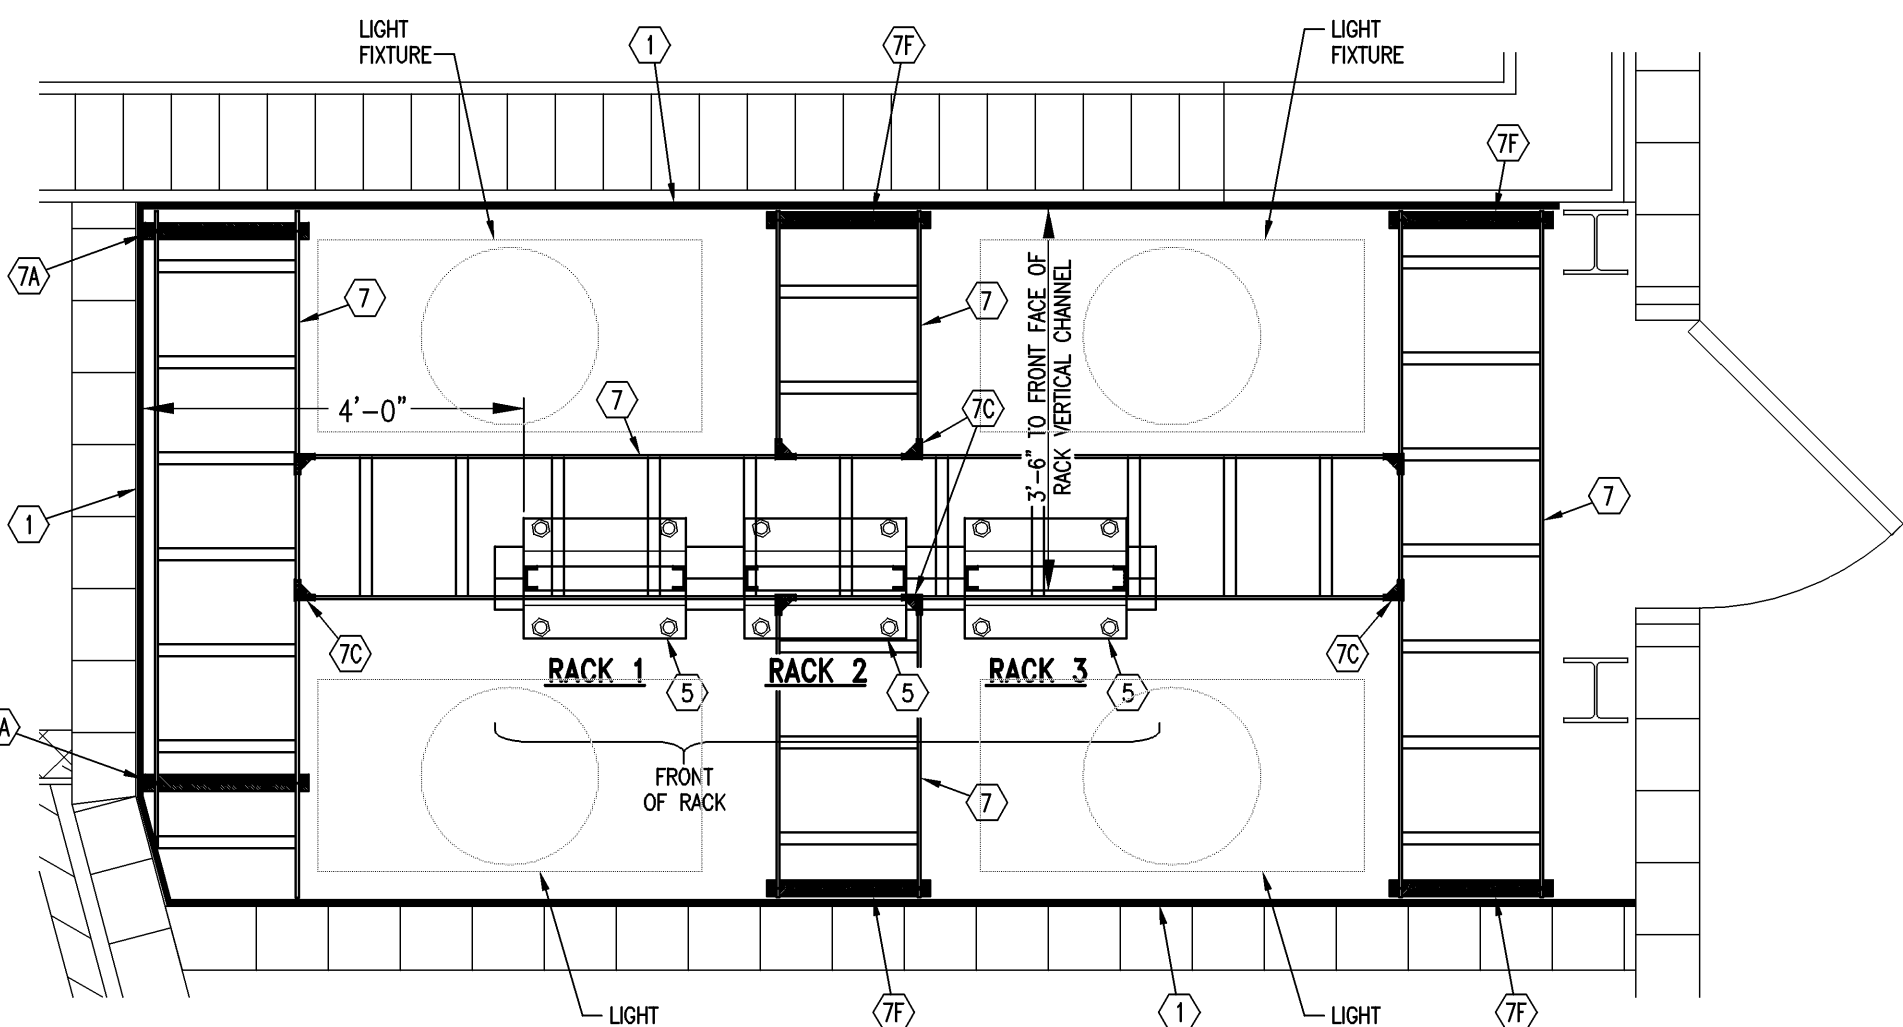 LIGHT
FIXTURE
1
7F
LIGHT
FIXTURE
7F
7A
7
7
3'-6" TO FRONT FACE OF
RACK VERTICAL CHANNEL
4'-0"
7
7C
1
7
7C
RACK 1
RACK 2
RACK 3
7C
5
5
5
A
FRONT
OF RACK
7
LIGHT
7F
1
LIGHT
7F